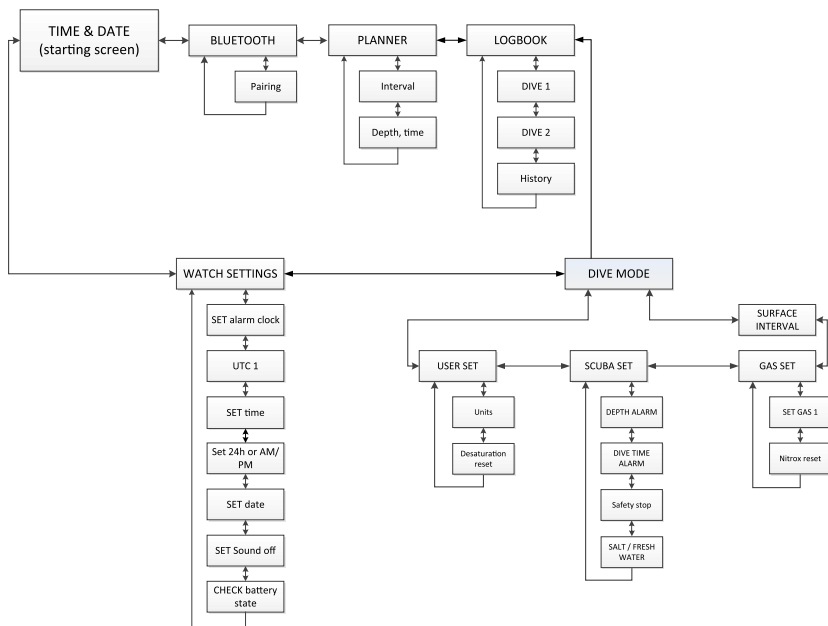 TIME & DATE
(starting screen)
BLUETOOTH
PLANNER
LOGBOOK
Pairing
Interval
DIVE 1
Depth, time
DIVE 2
History
WATCH SETTINGS
DIVE MODE
SET alarm clock
SURFACE
INTERVAL
UTC 1
USER SET
SCUBA SET
GAS SET
SET time
Units
DEPTH ALARM
SET GAS 1
Set 24h or AM/
PM
Desaturation
reset
DIVE TIME
ALARM
Nitrox reset
SET date
Safety stop
SET Sound off
SALT / FRESH
WATER
CHECK battery
state